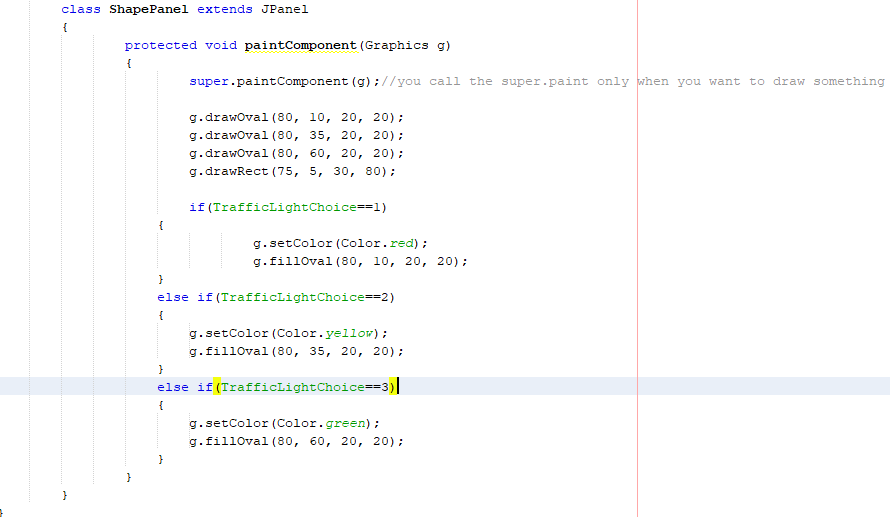 class ShapePanel extends JPanel
{
protected void paintComponent(Graphics g)
{
super.paintComponent(g);//you call the super.paint only when you want to draw something
g.drawOval(80, 10, 20, 20);
g.drawOval(80, 35, 20, 20);
g.drawOval(80, 60, 20, 20);
g.drawRect(75, 5, 30, 80);
if(TrafficLightChoice==1)
{
g.setColor(Color.red);
g.fillOval(80, 10, 20, 20);
}
else if(TrafficLightChoice==2)
{
g.setColor(Color.yellow);
g.fillOval(80, 35, 20, 20);
}
else if(TrafficLightChoice==3)
{
g.setColor(Color.green);
g.fillOval(80, 60, 20, 20);
}
}
}
}